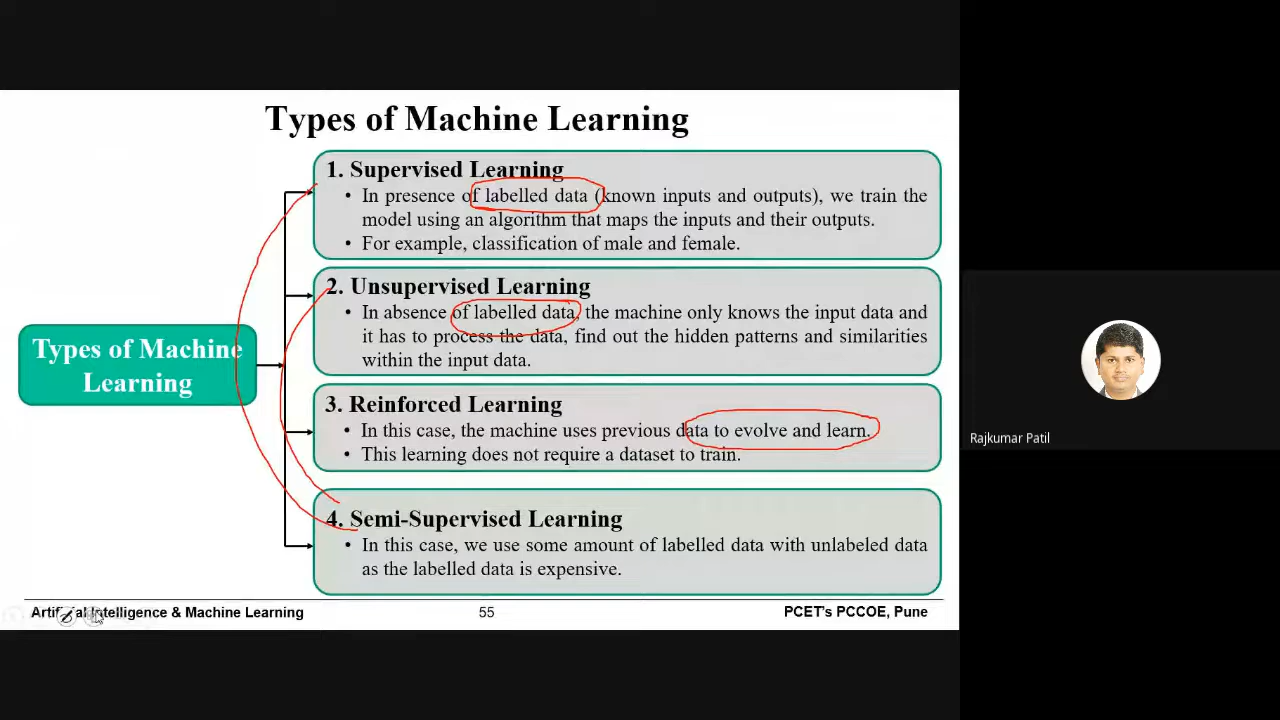 Types of Machine Learning
1. Supervised Learning
• In presence of labelled data (known inputs and outputs), we train the
model using an algorithm that maps the inputs and their outputs.
• For example, classification of male and female.
2. Unsupervised Learning
• In absence of labelled data, the machine only knows the input data and
it has to process the data, find out the hidden patterns and similarities
within the input data.
Types of Machine
Learning
3. Reinforced Learning
• In this case, the machine uses previous data to evolve and learn.
• This learning does not require a dataset to train.
4. Semi-Supervised Learning
• In this case, we use some amount of labelled data with unlabeled data
as the labelled data is expensive.
Artificial Intelligence & Machine Learning
55
PCET's PCCOE, Pune
Rajkumar Patil